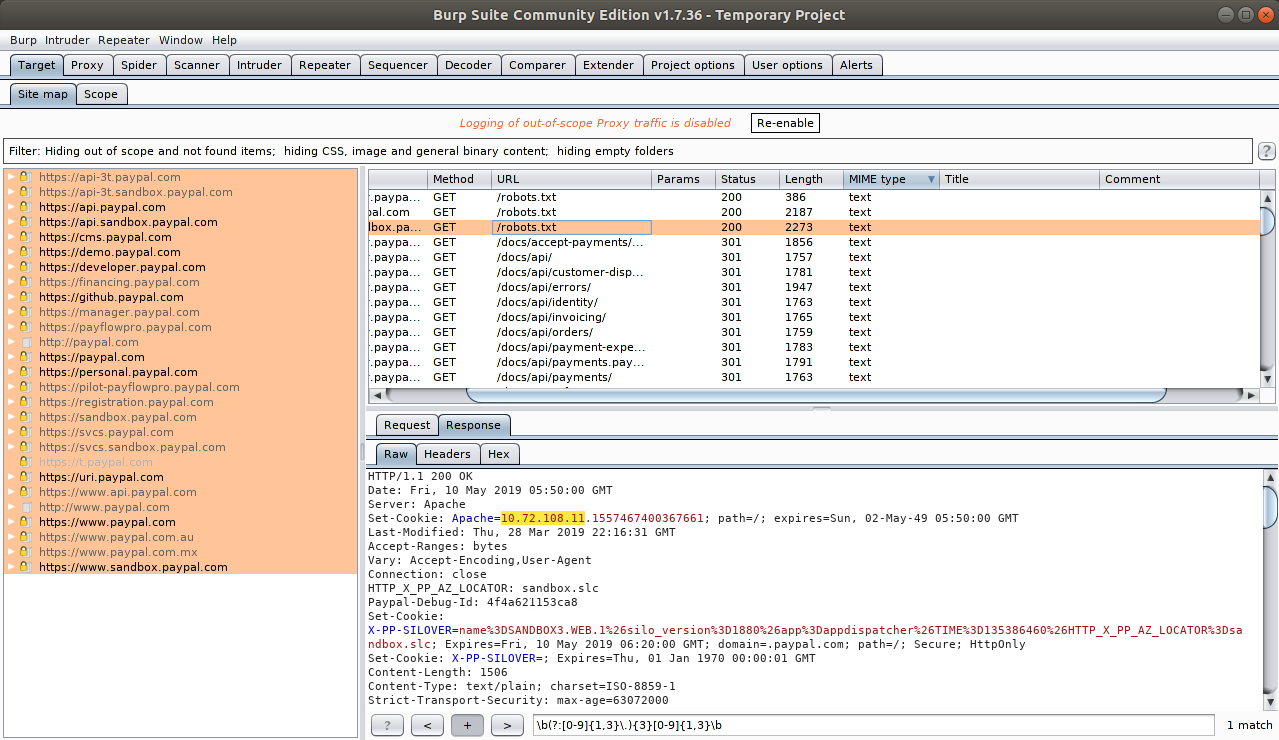 Burp Suite Community Edition v1.7.36 - Temporary Project
Burp Intruder Repeater Window Help
Target Proxy Spider Scanner Intruder Repeater Sequencer Decoder Comparer Extender Project options User options Alerts
Site map Scope
Logging of out-of-scope Proxy traffic is disabled Re-enable
Filter: Hiding out of scope and not found items; hiding CSS, image and general binary content; hiding empty folders ?
https://api-3t.paypal.com
https://api-3t.sandbox.paypal.com
https://api.paypal.com
https://api.sandbox.paypal.com
https://cms.paypal.com
https://demo.paypal.com
https://developer.paypal.com
https://financing.paypal.com
https://github.paypal.com
https://manager.paypal.com
https://payflowpro.paypal.com
http://paypal.com
https://paypal.com
https://personal.paypal.com
https://pilot-payflowpro.paypal.com
https://registration.paypal.com
https://sandbox.paypal.com
https://svcs.paypal.com
https://svcs.sandbox.paypal.com
https://t.paypal.com
https://uri.paypal.com
https://www.api.paypal.com
http://www.paypal.com
https://www.paypal.com
https://www.paypal.com.au
https://www.paypal.com.mx
https://www.sandbox.paypal.com
Method URL Params Status Length MIME type Title Comment
.paypa... GET /robots.txt 200 386 text
pal.com GET /robots.txt 200 2187 text
lbox.pa... GET /robots.txt 200 2273 text
.paypa... GET /docs/accept-payments/... 301 1856 text
.paypa... GET /docs/api/ 301 1757 text
.paypa... GET /docs/api/customer-disp... 301 1781 text
.paypa... GET /docs/api/errors/ 301 1947 text
.paypa... GET /docs/api/identity/ 301 1763 text
.paypa... GET /docs/api/invoicing/ 301 1765 text
.paypa... GET /docs/api/orders/ 301 1759 text
.paypa... GET /docs/api/payment-expe... 301 1783 text
.paypa... GET /docs/api/payments.pay... 301 1791 text
.paypa... GET /docs/api/payments/ 301 1763 text
Request Response
Raw Headers Hex
HTTP/1.1 200 OK
Date: Fri, 10 May 2019 05:50:00 GMT
Server: Apache
Set-Cookie: Apache=10.72.108.11.1557467400367661; path=/; expires=Sun, 02-May-49 05:50:00 GMT
Last-Modified: Thu, 28 Mar 2019 22:16:31 GMT
Accept-Ranges: bytes
Vary: Accept-Encoding,User-Agent
Connection: close
HTTP_X_PP_AZ_LOCATOR: sandbox.slc
Paypal-Debug-Id: 4f4a621153ca8
Set-Cookie:
X-PP-SILOVER=name%3DSANDBOX3.WEB.1%26silo_version%3D1880%26app%3Dappdispatcher%26TIME%3D135386460%26HTTP_X_PP_AZ_LOCATOR%3Dsa
ndbox.slc; Expires=Fri, 10 May 2019 06:20:00 GMT; domain=.paypal.com; path=/; Secure; HttpOnly
Set-Cookie: X-PP-SILOVER=; Expires=Thu, 01 Jan 1970 00:00:01 GMT
Content-Length: 1506
Content-Type: text/plain; charset=ISO-8859-1
Strict-Transport-Security: max-age=63072000
? < + > \b(?:[0-9]{1,3}\.){3}[0-9]{1,3}\b 1 match